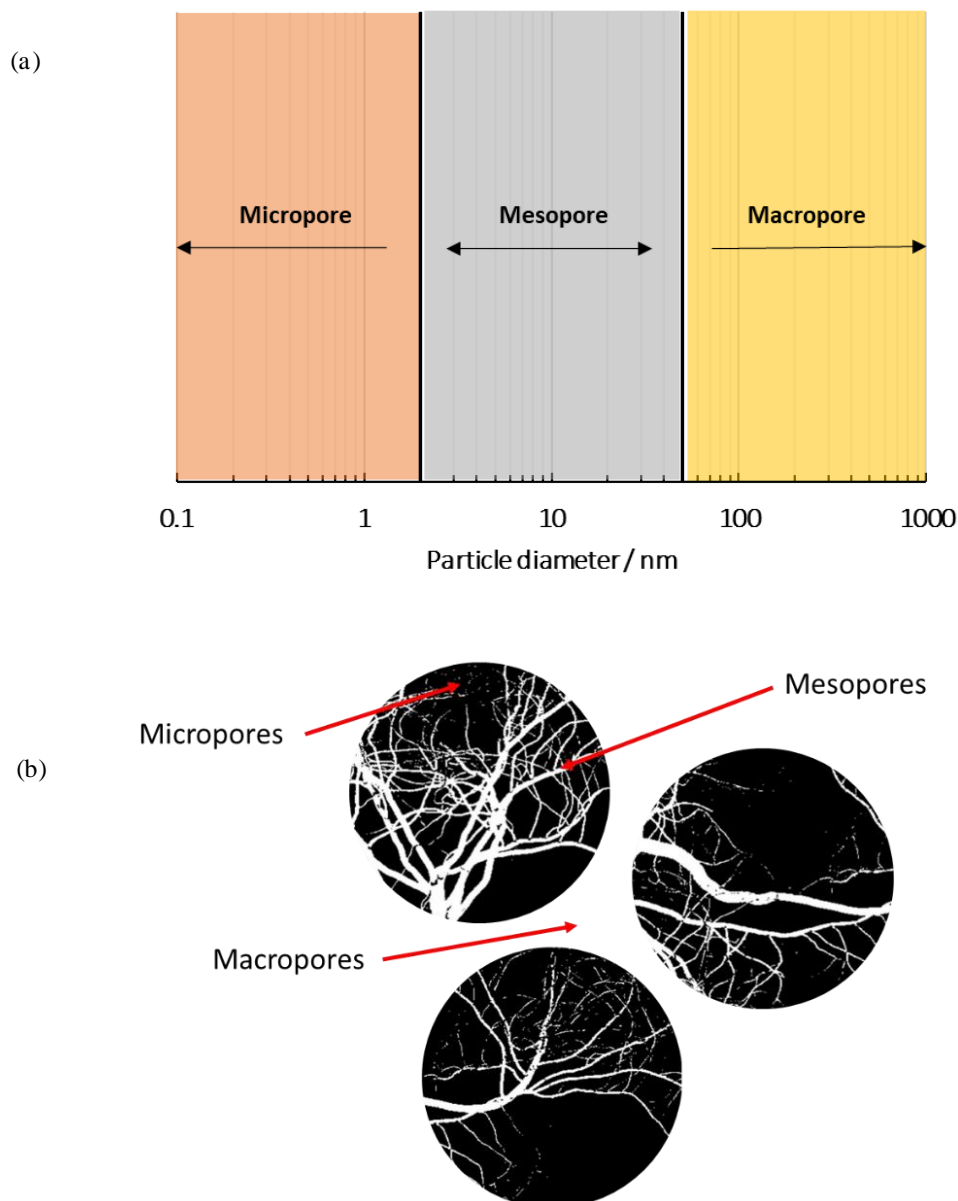 (a)
Micropore
Mesopore
Macropore
0.1
1
10
100
1000
Particle diameter / nm
Mesopores
Micropores
(b)
Macropores